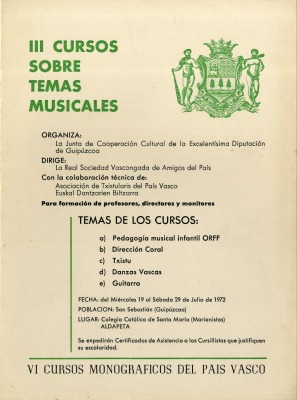 III CURSOS
SOBRE
TEMAS
MUSICALES
ORGANIZA:
La Junta de Cooperación Cultural de la Excelentísima Diputación
de Guipúzcoa
DIRIGE:
La Real Sociedad Vascongada de Amigos del País
Con la colaboración técnica de:
Asociación de Txistularis del País Vasco
Euskal Dantzarien Biltzarra
Para formación de profesores, directores y monitores
TEMAS DE LOS CURSOS:
a) Pedagogía musical infantil ORFF
b) Dirección Coral
c) Txistu
d) Danzas Vascas
e) Guitarra
FECHA: del Miércoles 19 al Sábado 29 de Julio de 1972
POBLACION: San Sebastián (Guipúzcoa)
LUGAR: Colegio Católico de Santa María (Marianistas)
ALDAPETA
Se expedirán Certificados de Asistencia a los Cursillistas que justifiquen
su escolaridad.
VI CURSOS MONOGRAFICOS DEL PAIS VASCO